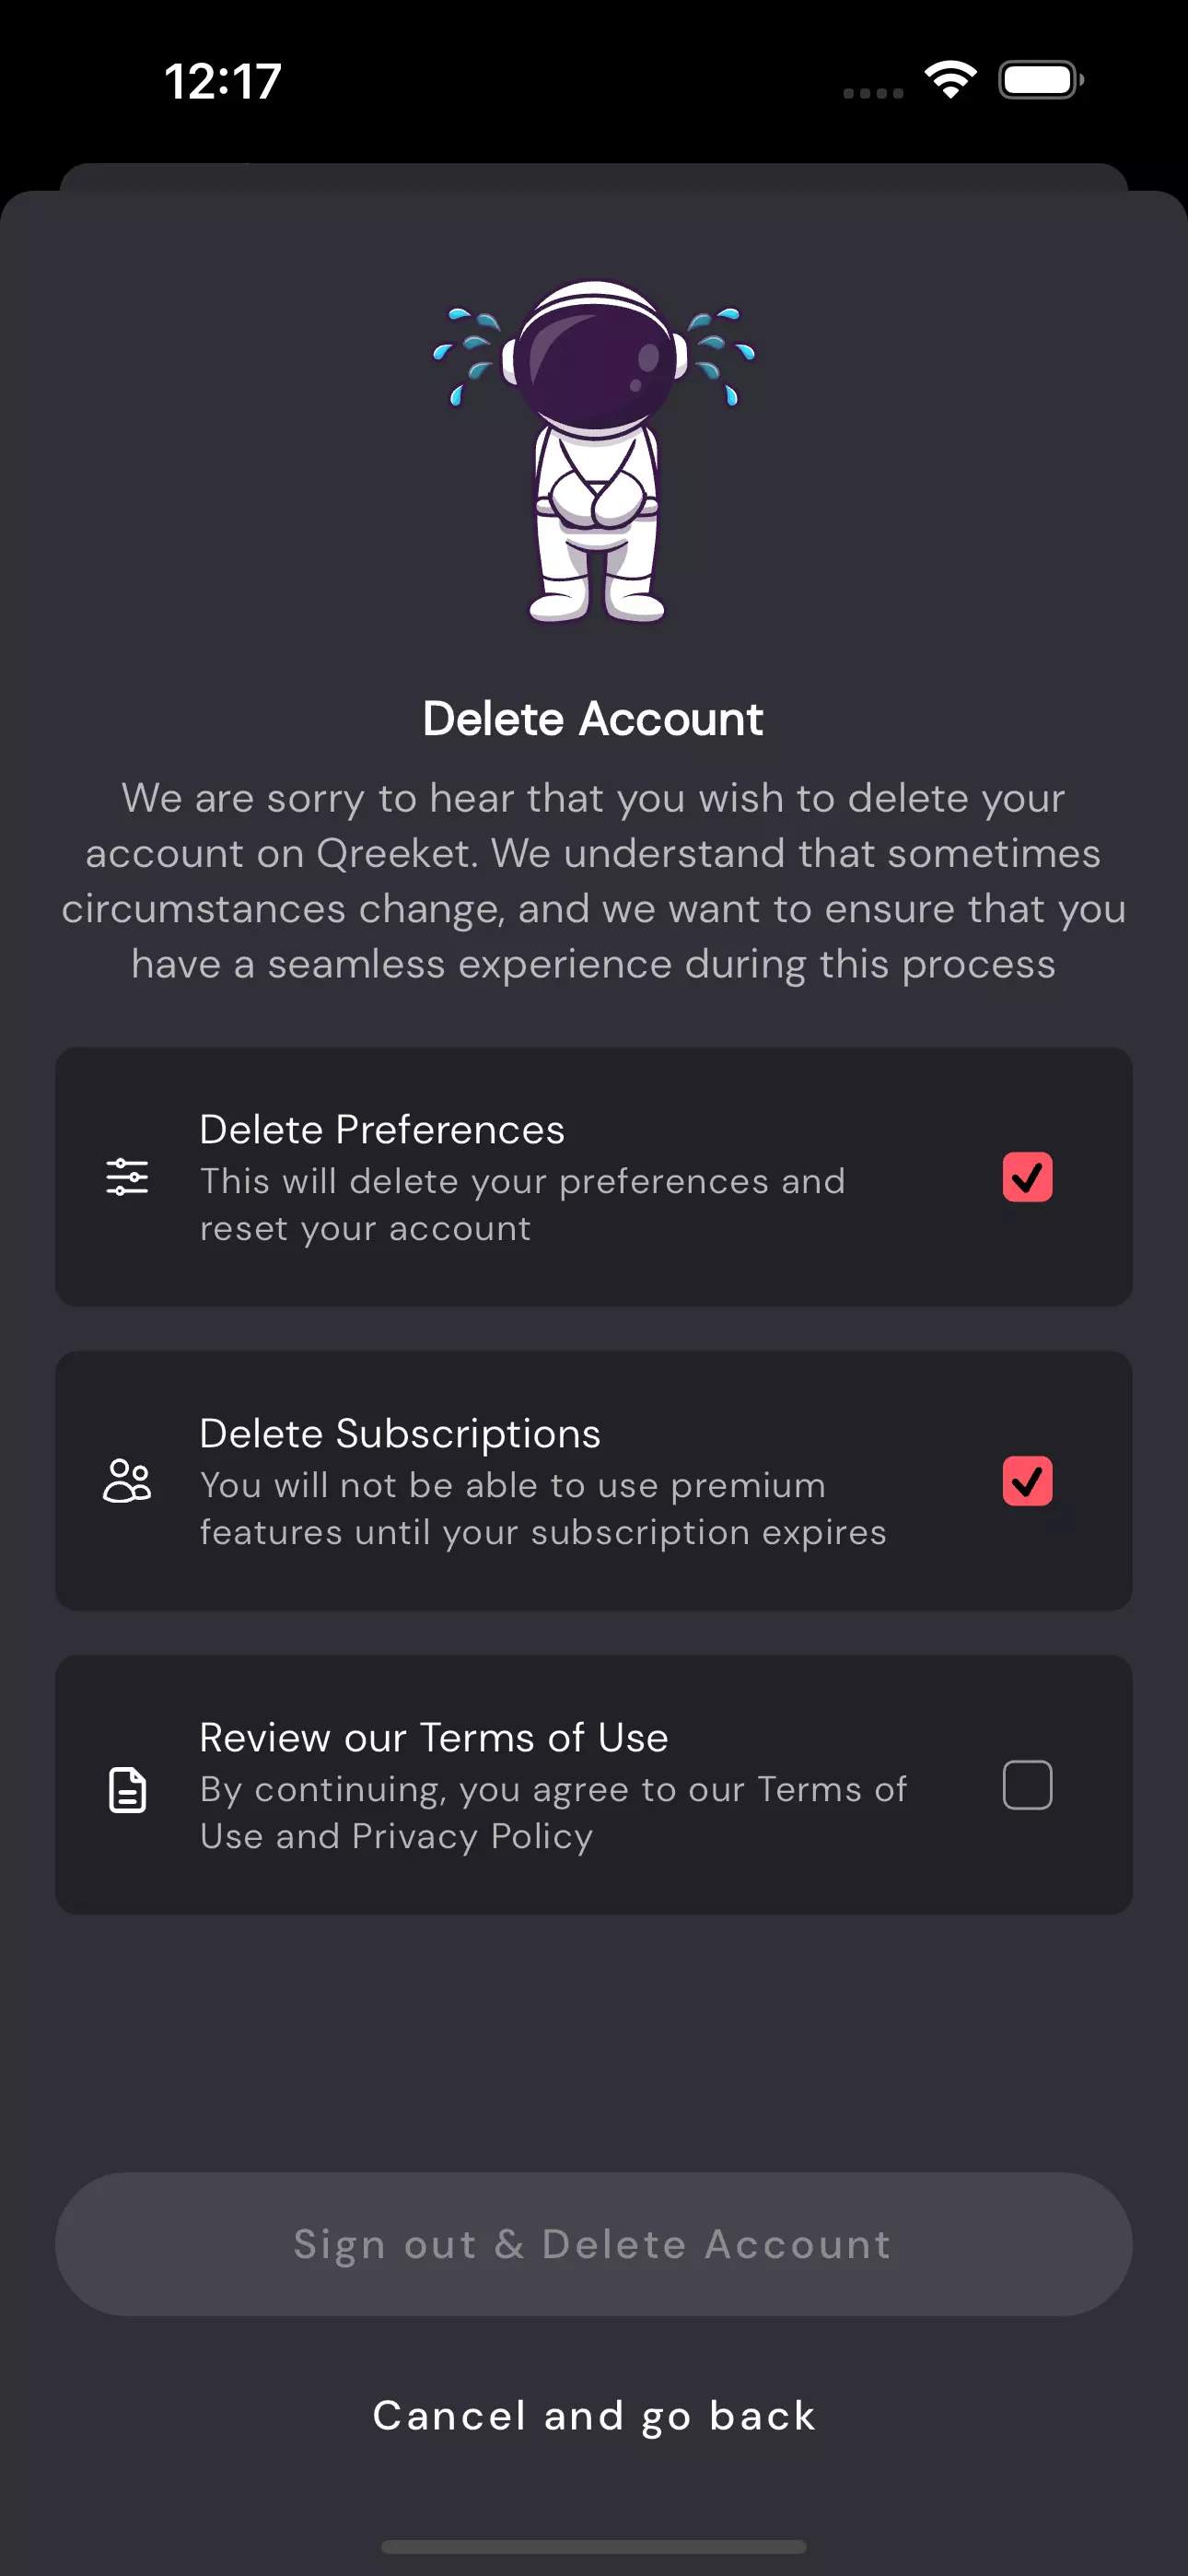 12:17
Delete Account
We are sorry to hear that you wish to delete your
account on Qreeket. We understand that sometimes
circumstances change, and we want to ensure that you
have a seamless experience during this process
Delete Preferences
This will delete your preferences and
reset your account
Delete Subscriptions
You will not be able to use premium
features until your subscription expires
Review our Terms of Use
By continuing, you agree to our Terms of
Use and Privacy Policy
Sign out & Delete Account
Cancel and go back